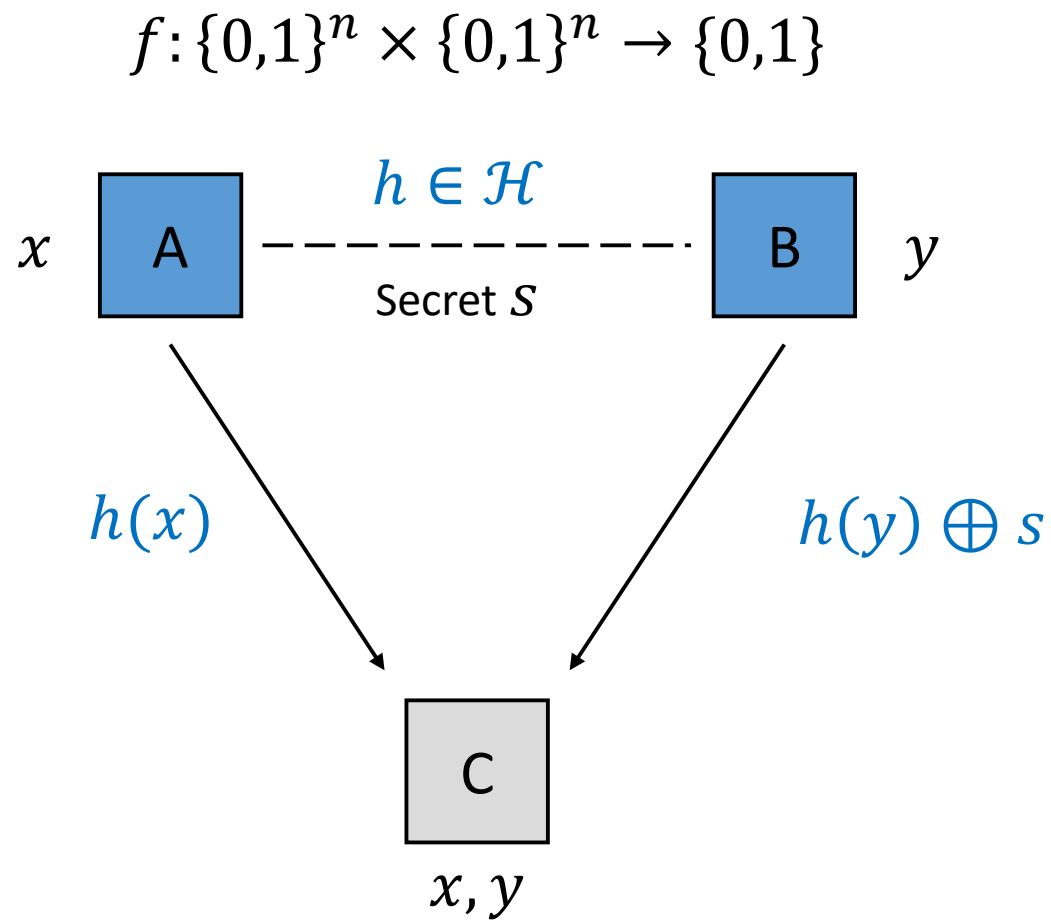 f: {0,1}ⁿ × {0,1}ⁿ → {0,1}
h ∈ ℋ
x
A
B
y
Secret s
h(x)
h(y) ⊕ s
C
x, y